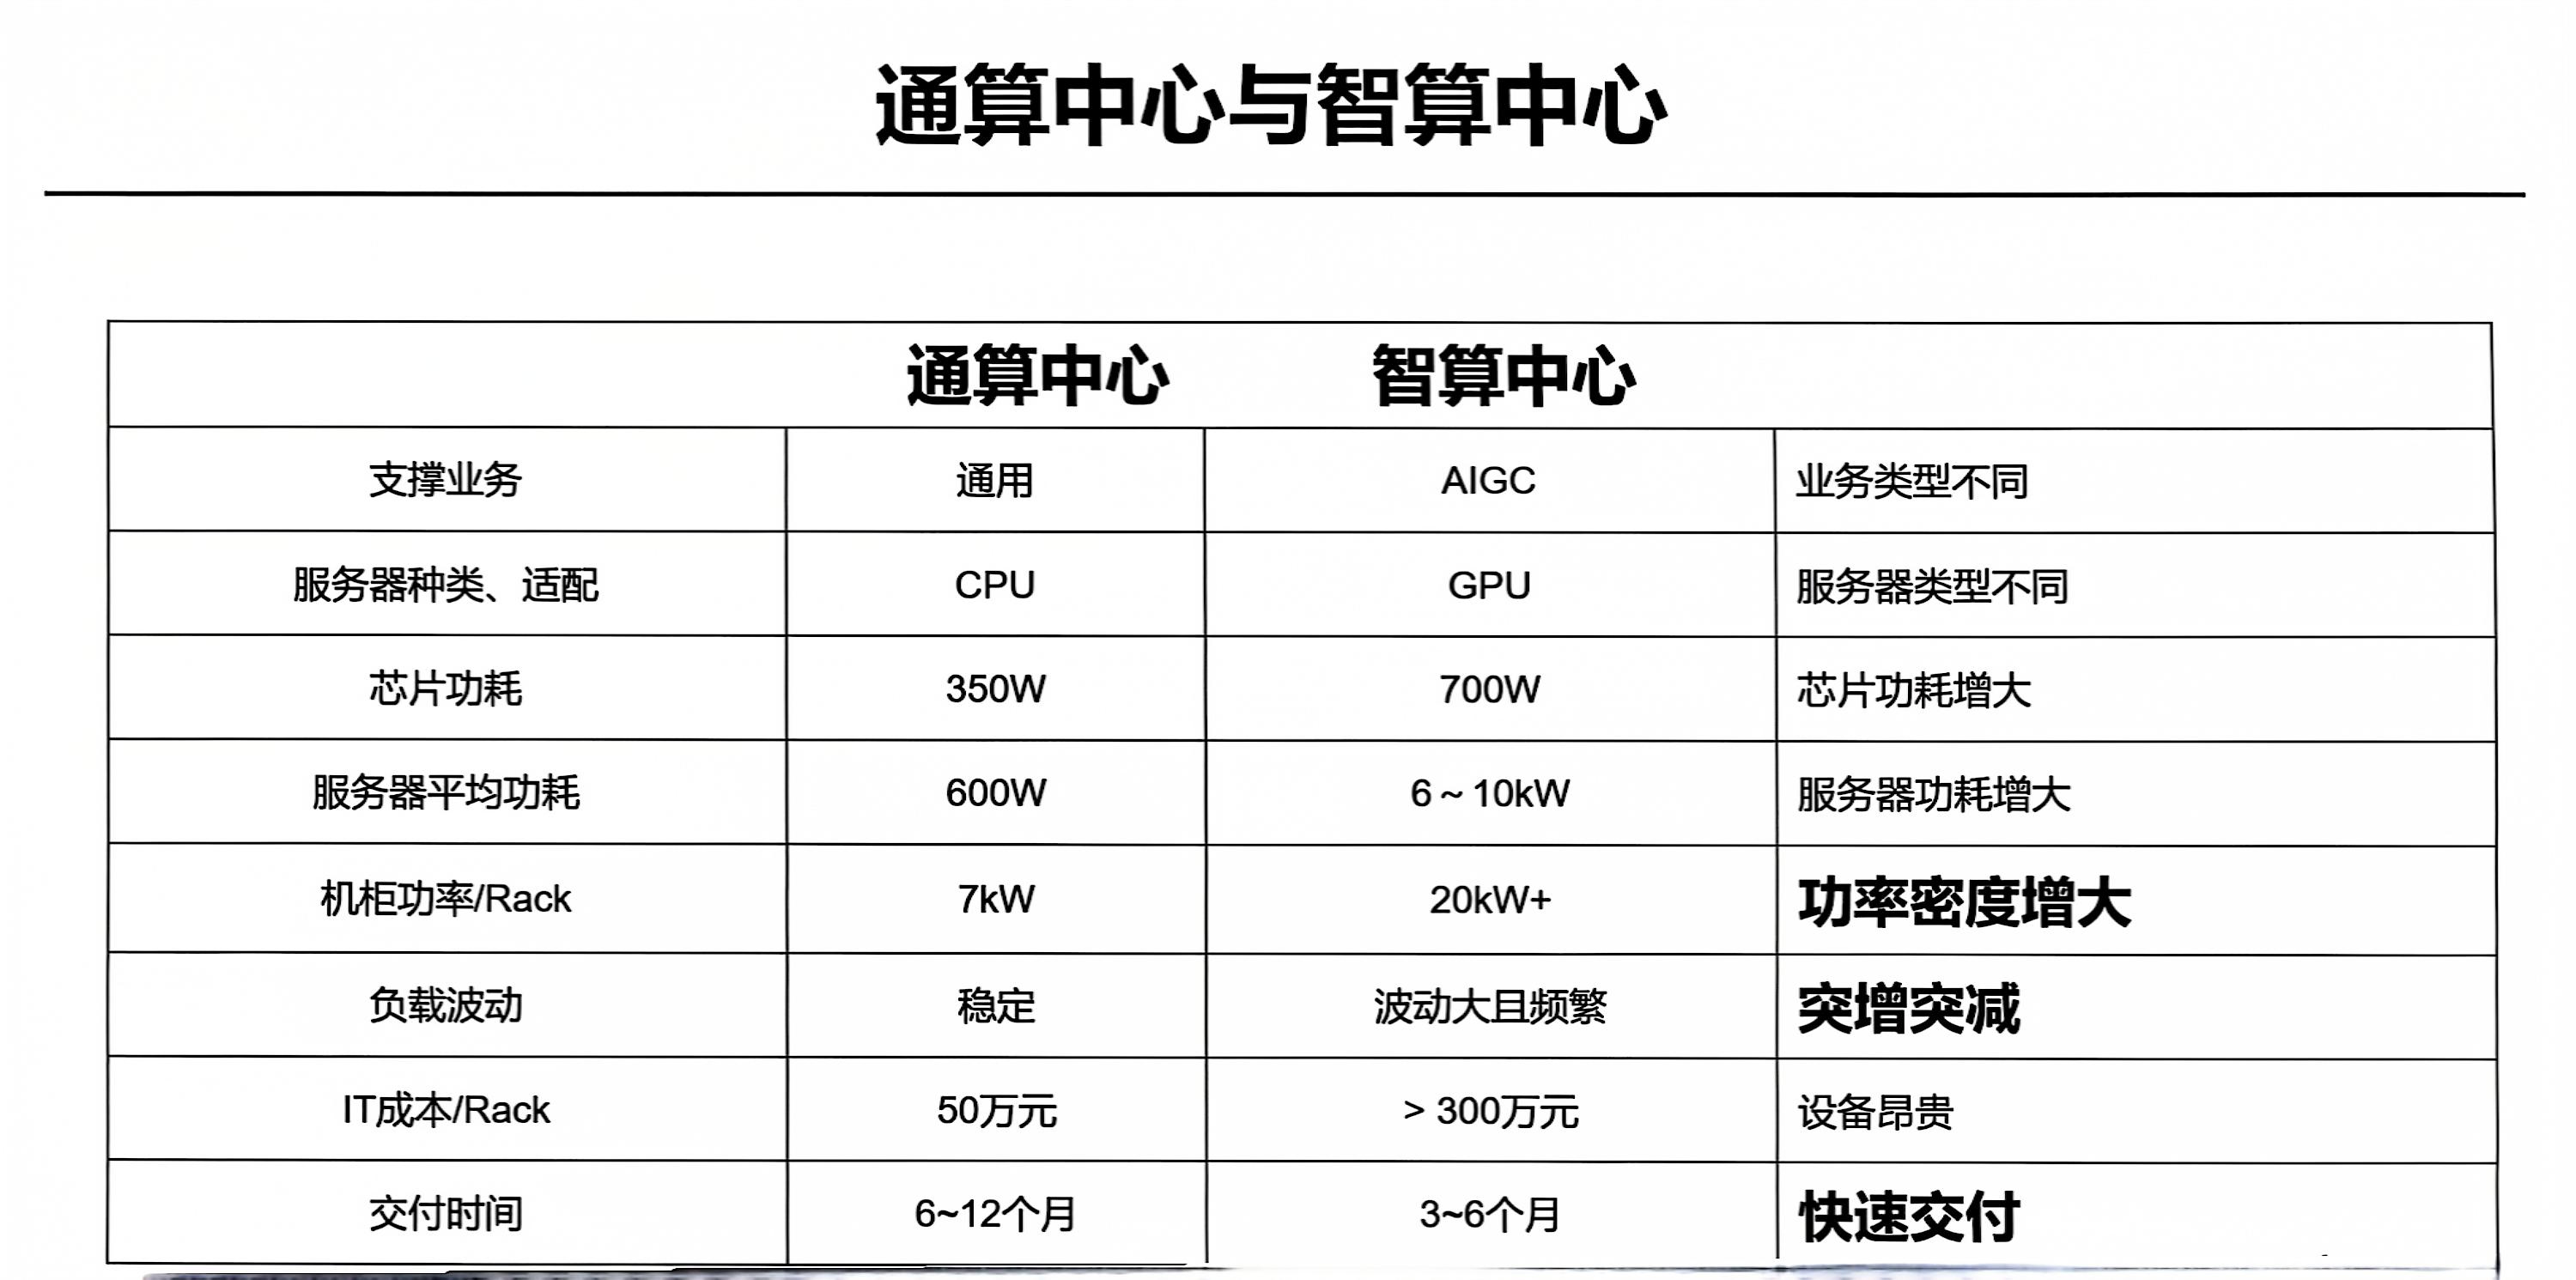 通算中心与智算中心
通算中心 智算中心
支撑业务 通用 AIGC 业务类型不同
服务器种类、适配 CPU GPU 服务器类型不同
芯片功耗 350W 700W 芯片功耗增大
服务器平均功耗 600W 6～10kW 服务器功耗增大
机柜功率/Rack 7kW 20kW+ 功率密度增大
负载波动 稳定 波动大且频繁 突增突减
IT成本/Rack 50万元 > 300万元 设备昂贵
交付时间 6~12个月 3~6个月 快速交付